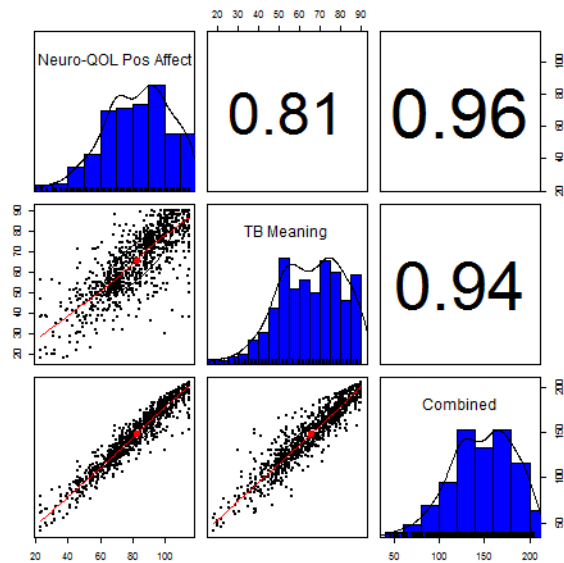 20 30 40 50 60 70 80 90
Neuro-QOL Pos Affect
0.81
0.96
20 40 60 80 100
20 30 40 50 60 70 80 90
TB Meaning
0.94
Combined
50 100 150 200
20 40 60 80 100
50 100 150 200